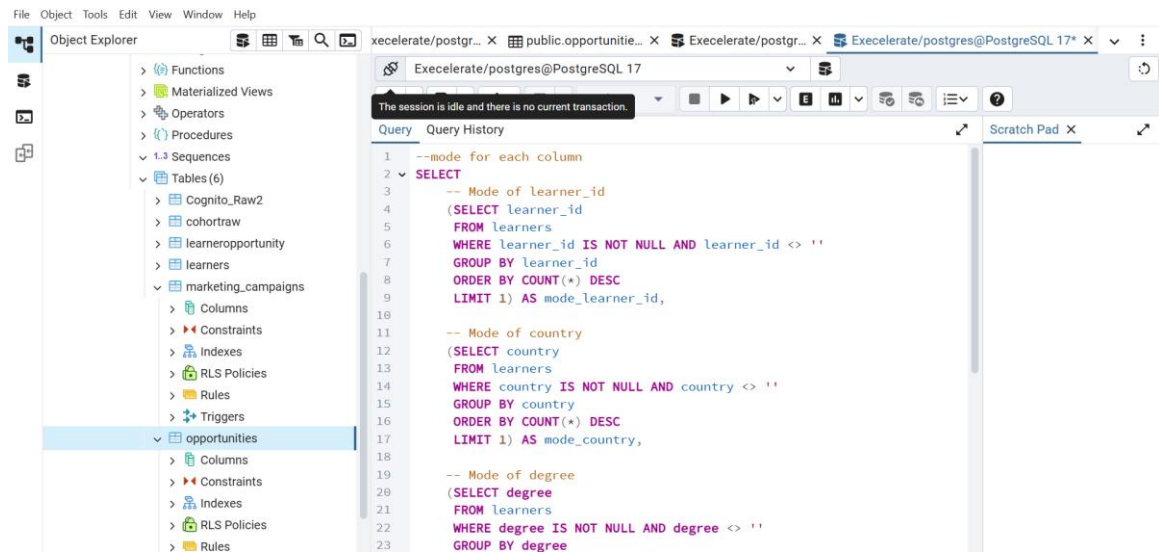 File Object Tools Edit View Window Help
Object Explorer
Functions
Materialized Views
Operators
Procedures
1..3 Sequences
Tables (6)
Cognito_Raw2
cohortraw
learneropportunity
learners
marketing_campaigns
Columns
Constraints
Indexes
RLS Policies
Rules
Triggers
opportunities
Columns
Constraints
Indexes
RLS Policies
Rules
xecelerate/postgr... X public.opportunitie... X Execelerate/postgr... X Execelerate/postgres@PostgreSQL 17* X
Execelerate/postgres@PostgreSQL 17
The session is idle and there is no current transaction.
E
Query Query History
Scratch Pad X
1 --mode for each column
2 SELECT
3 -- Mode of learner_id
4 (SELECT learner_id
5 FROM learners
6 WHERE learner_id IS NOT NULL AND learner_id <> ''
7 GROUP BY learner_id
8 ORDER BY COUNT(*) DESC
9 LIMIT 1) AS mode_learner_id,
10
11 -- Mode of country
12 (SELECT country
13 FROM learners
14 WHERE country IS NOT NULL AND country <> ''
15 GROUP BY country
16 ORDER BY COUNT(*) DESC
17 LIMIT 1) AS mode_country,
18
19 -- Mode of degree
20 (SELECT degree
21 FROM learners
22 WHERE degree IS NOT NULL AND degree <> ''
23 GROUP BY degree